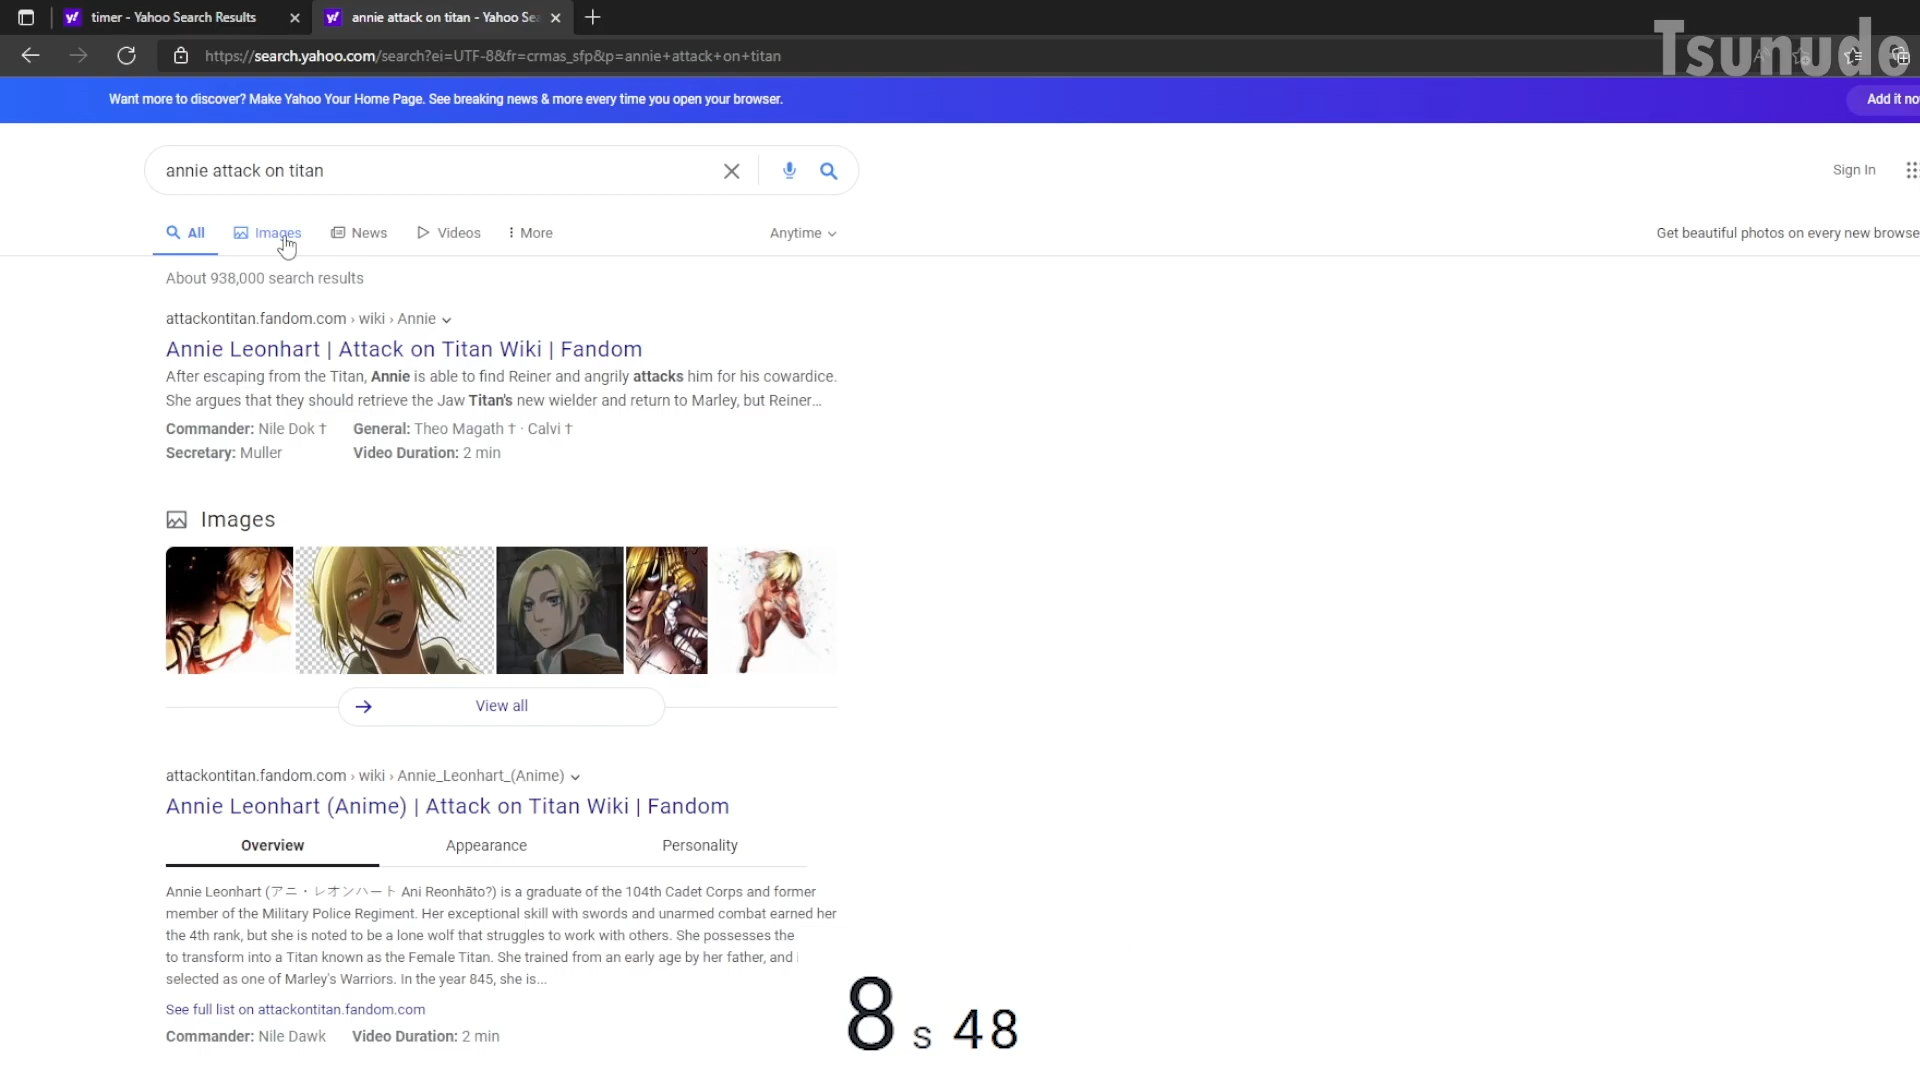 timer - Yahoo Search Results
annie attack on titan - Yahoo Sea
https://search.yahoo.com/search?ei=UTF-8&fr=crmas_sfp&p=annie+attack+on+titan
Tsunude
Want more to discover? Make Yahoo Your Home Page. See breaking news & more every time you open your browser.
Add it no
annie attack on titan
Sign In
All Images News Videos More Anytime
Get beautiful photos on every new browse
About 938,000 search results
attackontitan.fandom.com › wiki › Annie
Annie Leonhart | Attack on Titan Wiki | Fandom
After escaping from the Titan, Annie is able to find Reiner and angrily attacks him for his cowardice.
She argues that they should retrieve the Jaw Titan's new wielder and return to Marley, but Reiner...
Commander: Nile Dok † General: Theo Magath † · Calvi †
Secretary: Muller Video Duration: 2 min
Images
View all
attackontitan.fandom.com › wiki › Annie_Leonhart_(Anime)
Annie Leonhart (Anime) | Attack on Titan Wiki | Fandom
Overview Appearance Personality
Annie Leonhart (アニ・レオンハート Ani Reonhāto?) is a graduate of the 104th Cadet Corps and former
member of the Military Police Regiment. Her exceptional skill with swords and unarmed combat earned her
the 4th rank, but she is noted to be a lone wolf that struggles to work with others. She possesses the
to transform into a Titan known as the Female Titan. She trained from an early age by her father, and i
selected as one of Marley's Warriors. In the year 845, she is...
See full list on attackontitan.fandom.com
Commander: Nile Dawk Video Duration: 2 min
8 s 48